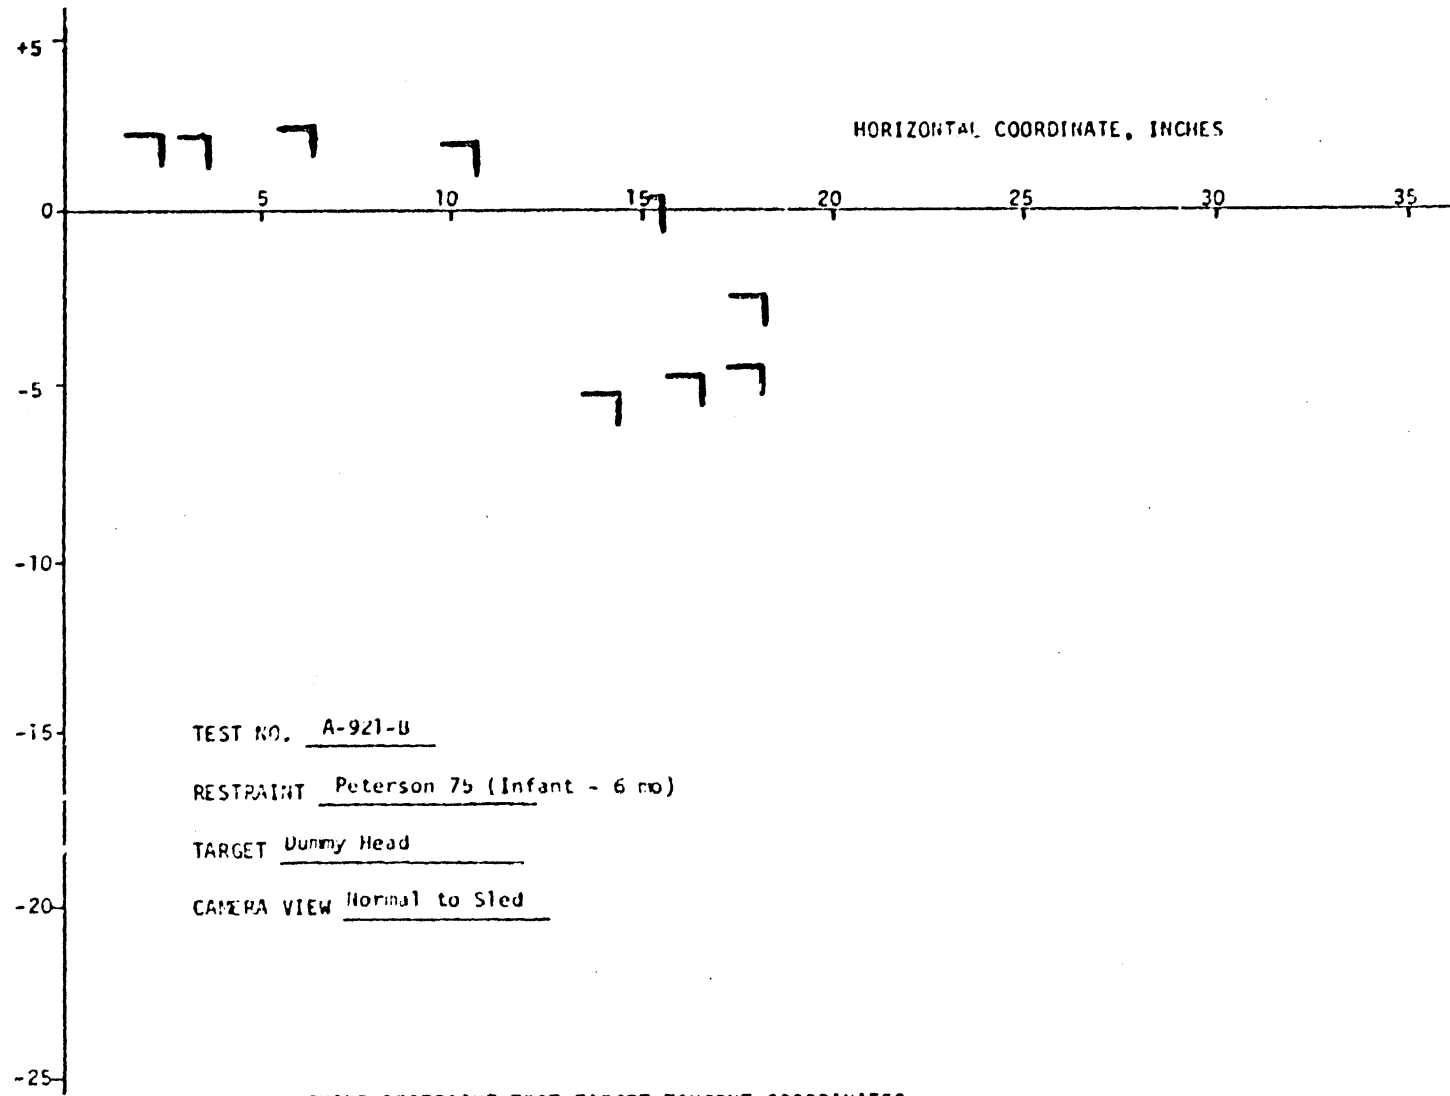 +5
HORIZONTAL COORDINATE, INCHES
0 5 10 15 20 25 30 35
-5
-10
-15
TEST NO. A-921-B
RESTRAINT Peterson 75 (Infant - 6 mo)
TARGET Dummy Head
CAMERA VIEW Normal to Sled
-20
-25